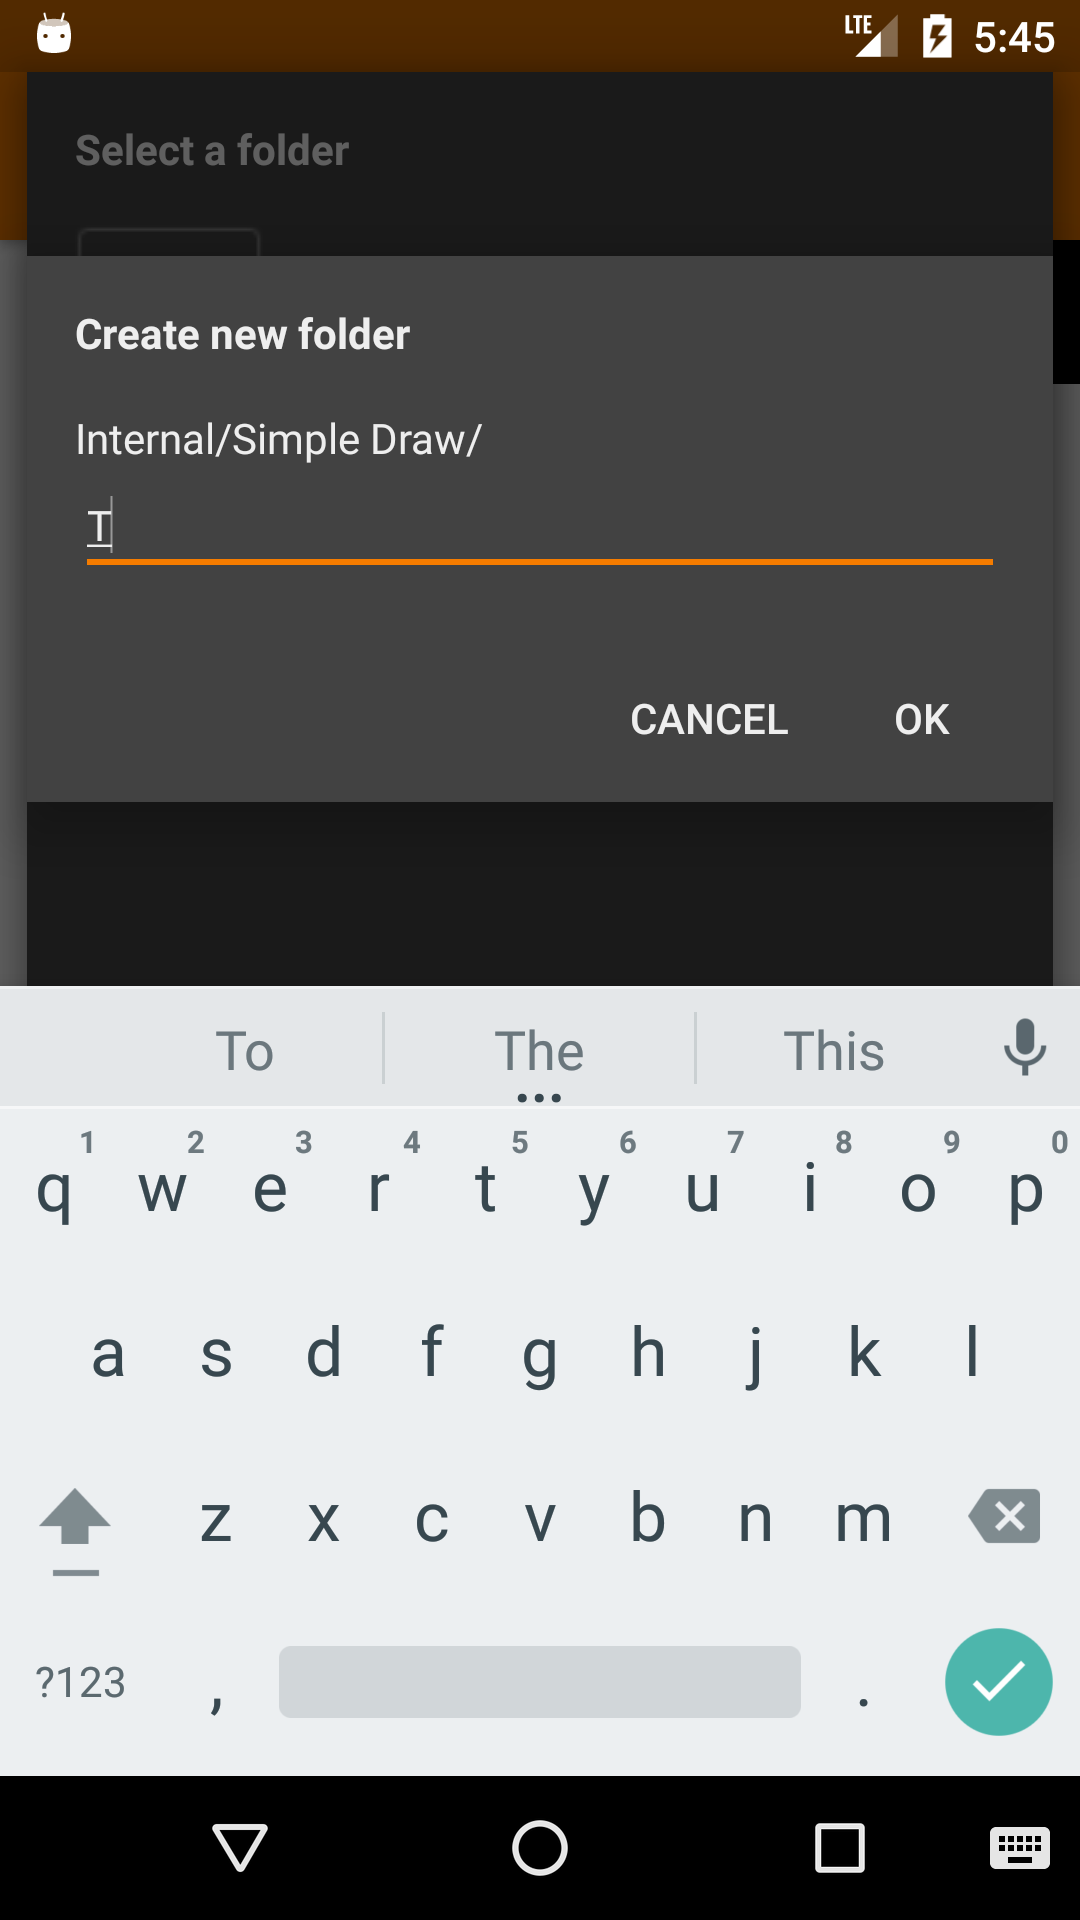 LTE 5:45
Select a folder
Create new folder
Internal/Simple Draw/
T
CANCEL OK
To The This
1 2 3 4 5 6 7 8 9 0
q w e r t y u i o p
a s d f g h j k l
z x c v b n m
?123 , .